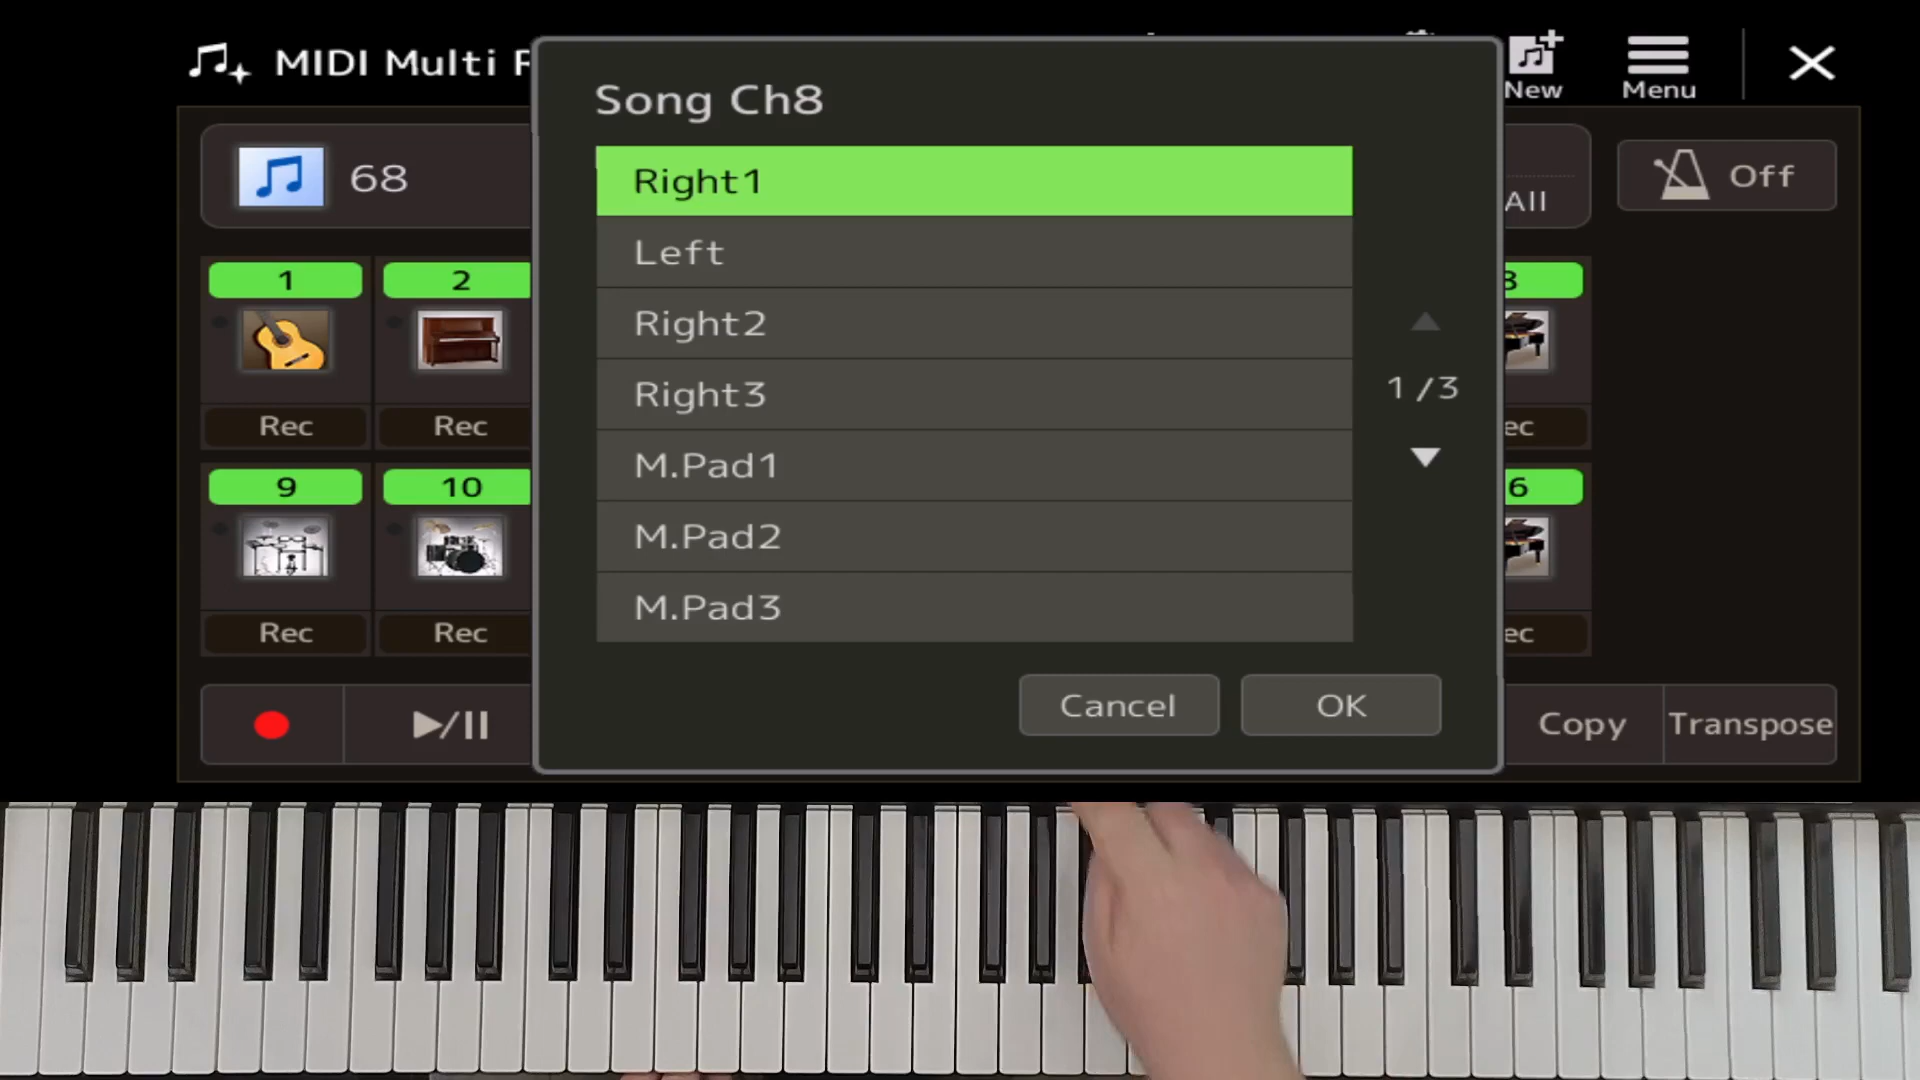 MIDI Multi
New
Menu
68
Song Ch8
Right1
Left
Right2
Right3
M.Pad1
M.Pad2
M.Pad3
1/3
Cancel
OK
All
Off
1
2
Rec
Rec
9
10
Rec
Rec
Copy
Transpose